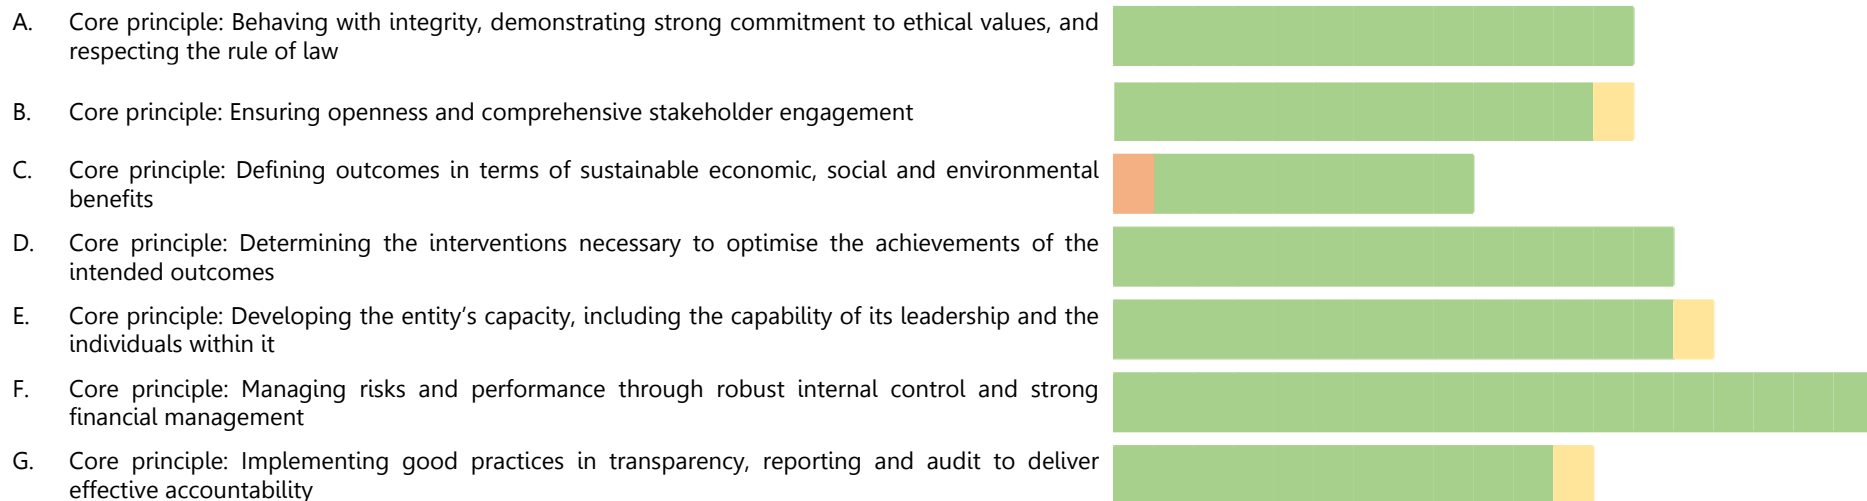 A. Core principle: Behaving with integrity, demonstrating strong commitment to ethical values, and
respecting the rule of law
B. Core principle: Ensuring openness and comprehensive stakeholder engagement
C. Core principle: Defining outcomes in terms of sustainable economic, social and environmental
benefits
D. Core principle: Determining the interventions necessary to optimise the achievements of the
intended outcomes
E. Core principle: Developing the entity’s capacity, including the capability of its leadership and the
individuals within it
F. Core principle: Managing risks and performance through robust internal control and strong
financial management
G. Core principle: Implementing good practices in transparency, reporting and audit to deliver
effective accountability